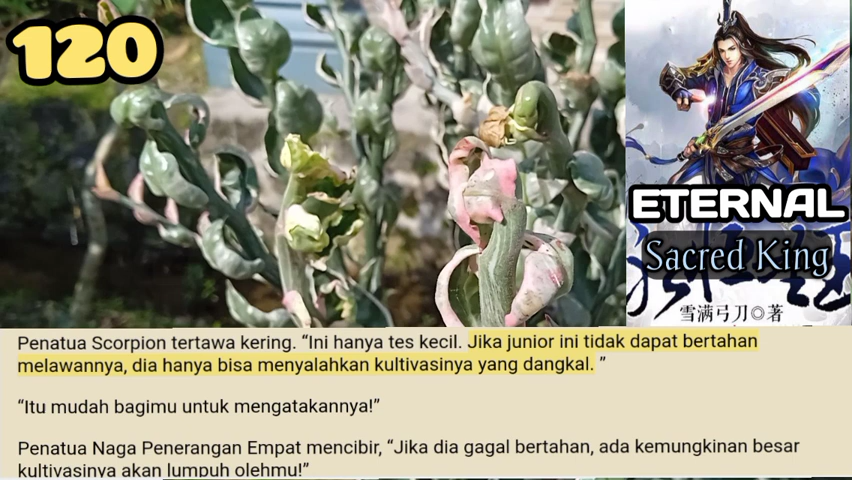 120
ETERNAL
Sacred King
雪满弓刀◎著
Penatua Scorpion tertawa kering. “Ini hanya tes kecil. Jika junior ini tidak dapat bertahan
melawannya, dia hanya bisa menyalahkan kultivasinya yang dangkal. ”
“Itu mudah bagimu untuk mengatakannya!”
Penatua Naga Penerangan Empat mencibir, “Jika dia gagal bertahan, ada kemungkinan besar
kultivasinya akan lumpuh olehmu!”